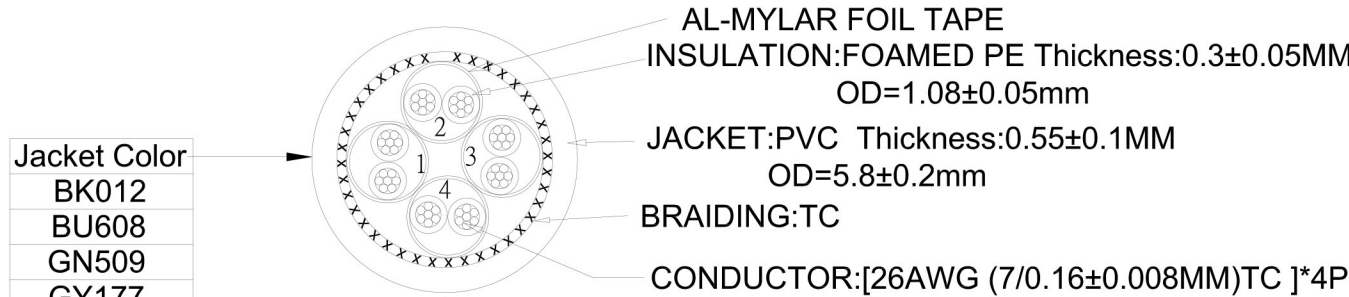 AL-MYLAR FOIL TAPE
INSULATION:FOAMED PE Thickness:0.3±0.05MM
OD=1.08±0.05mm
JACKET:PVC Thickness:0.55±0.1MM
OD=5.8±0.2mm
BRAIDING:TC
CONDUCTOR:[26AWG (7/0.16±0.008MM)TC ]*4P
Jacket Color
BK012
BU608
GN509
GY177
2
1
3
4